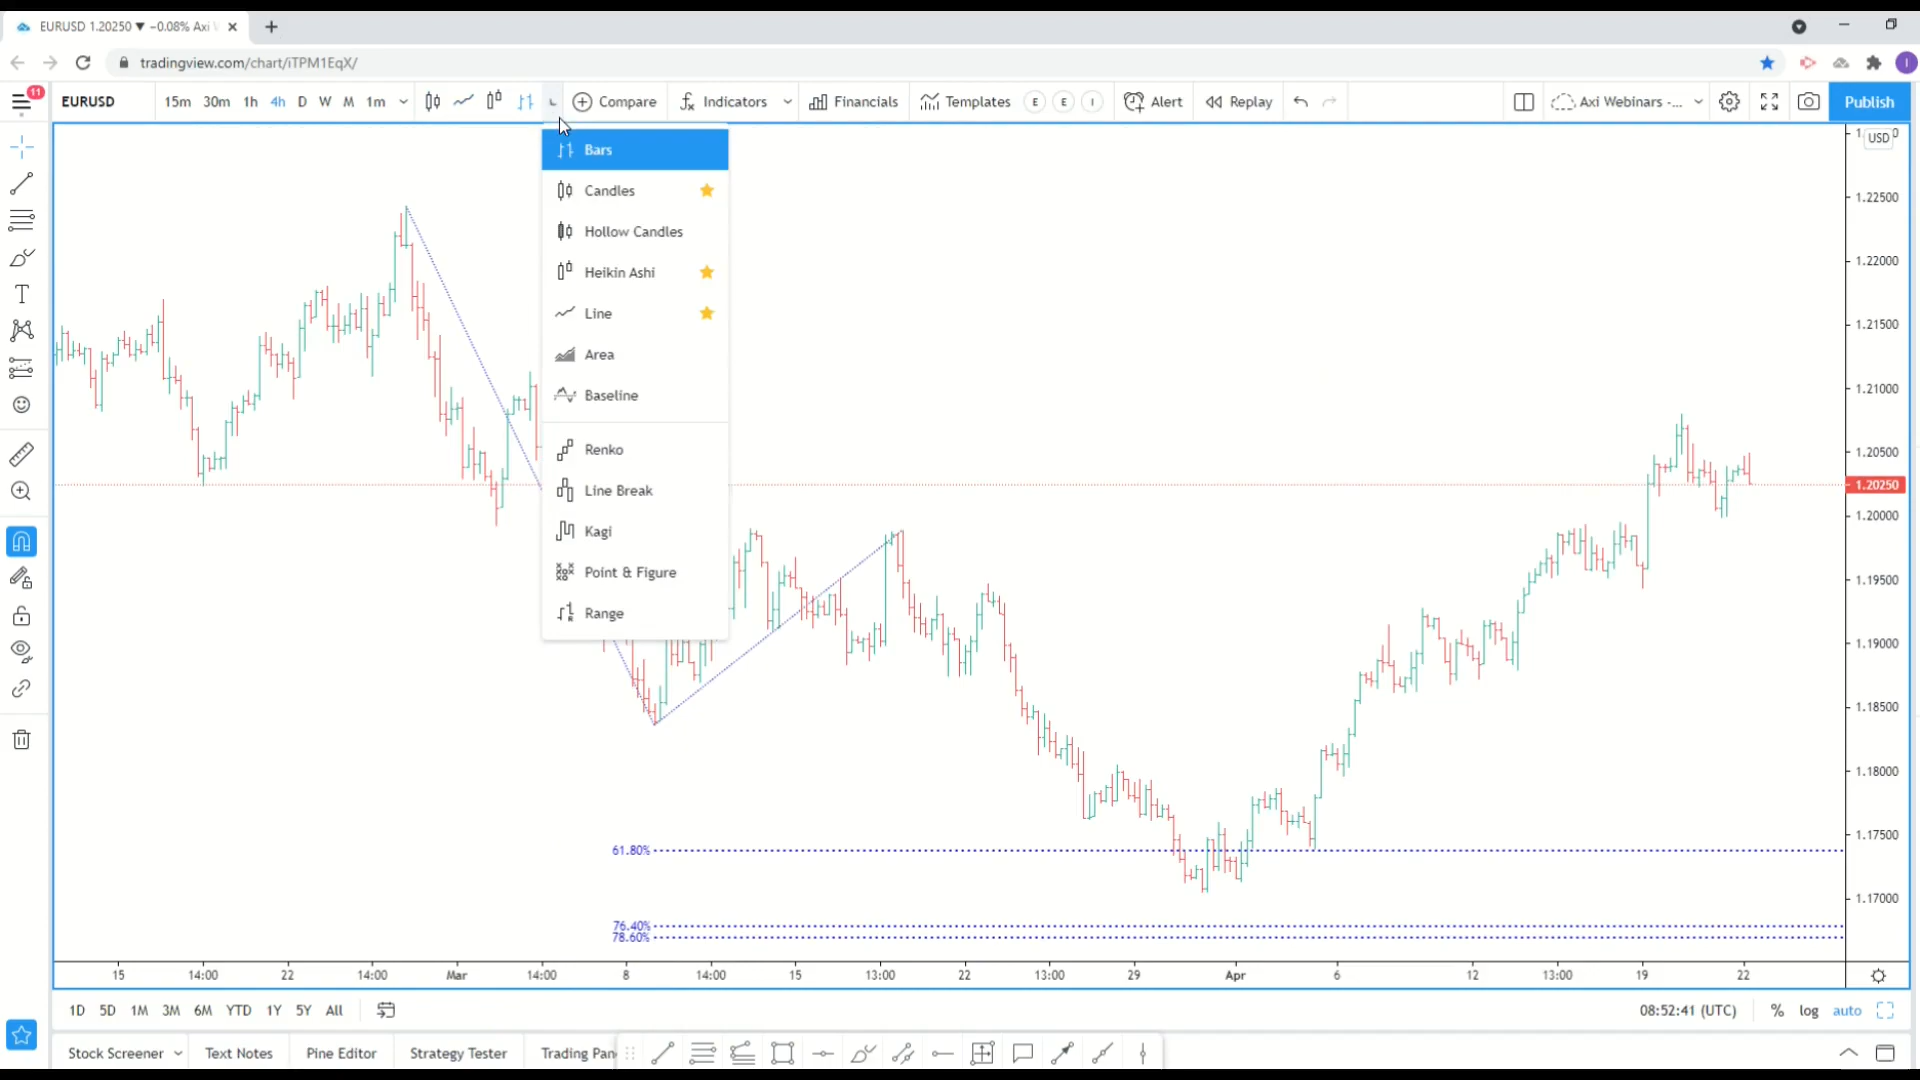 EURUSD 1.20250 ▼ −0.08% Axi
tradingview.com/chart/iTPM1EqX/
11
EURUSD 15m 30m 1h 4h D W M 1m Compare Indicators Financials Templates E E I Alert Replay Axi Webinars -... Publish
I
Bars
Candles
Hollow Candles
Heikin Ashi
Line
Area
Baseline
Renko
Line Break
Kagi
Point & Figure
Range
USD
1.22500
1.22000
1.21500
1.21000
1.20500
1.20250
1.20000
1.19500
1.19000
1.18500
1.18000
1.17500
1.17000
61.80%
76.40%
78.60%
15 14:00 22 14:00 Mar 14:00 8 14:00 15 13:00 22 13:00 29 Apr 6 12 13:00 19 22
1D 5D 1M 3M 6M YTD 1Y 5Y All 08:52:41 (UTC) % log auto
Stock Screener Text Notes Pine Editor Strategy Tester Trading Pan